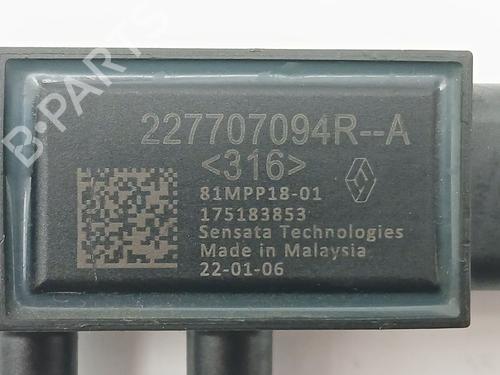 B-PARTS
227707094R--A
<316>
81MPP18-01
175183853
Sensata Technologies
Made in Malaysia
22-01-06